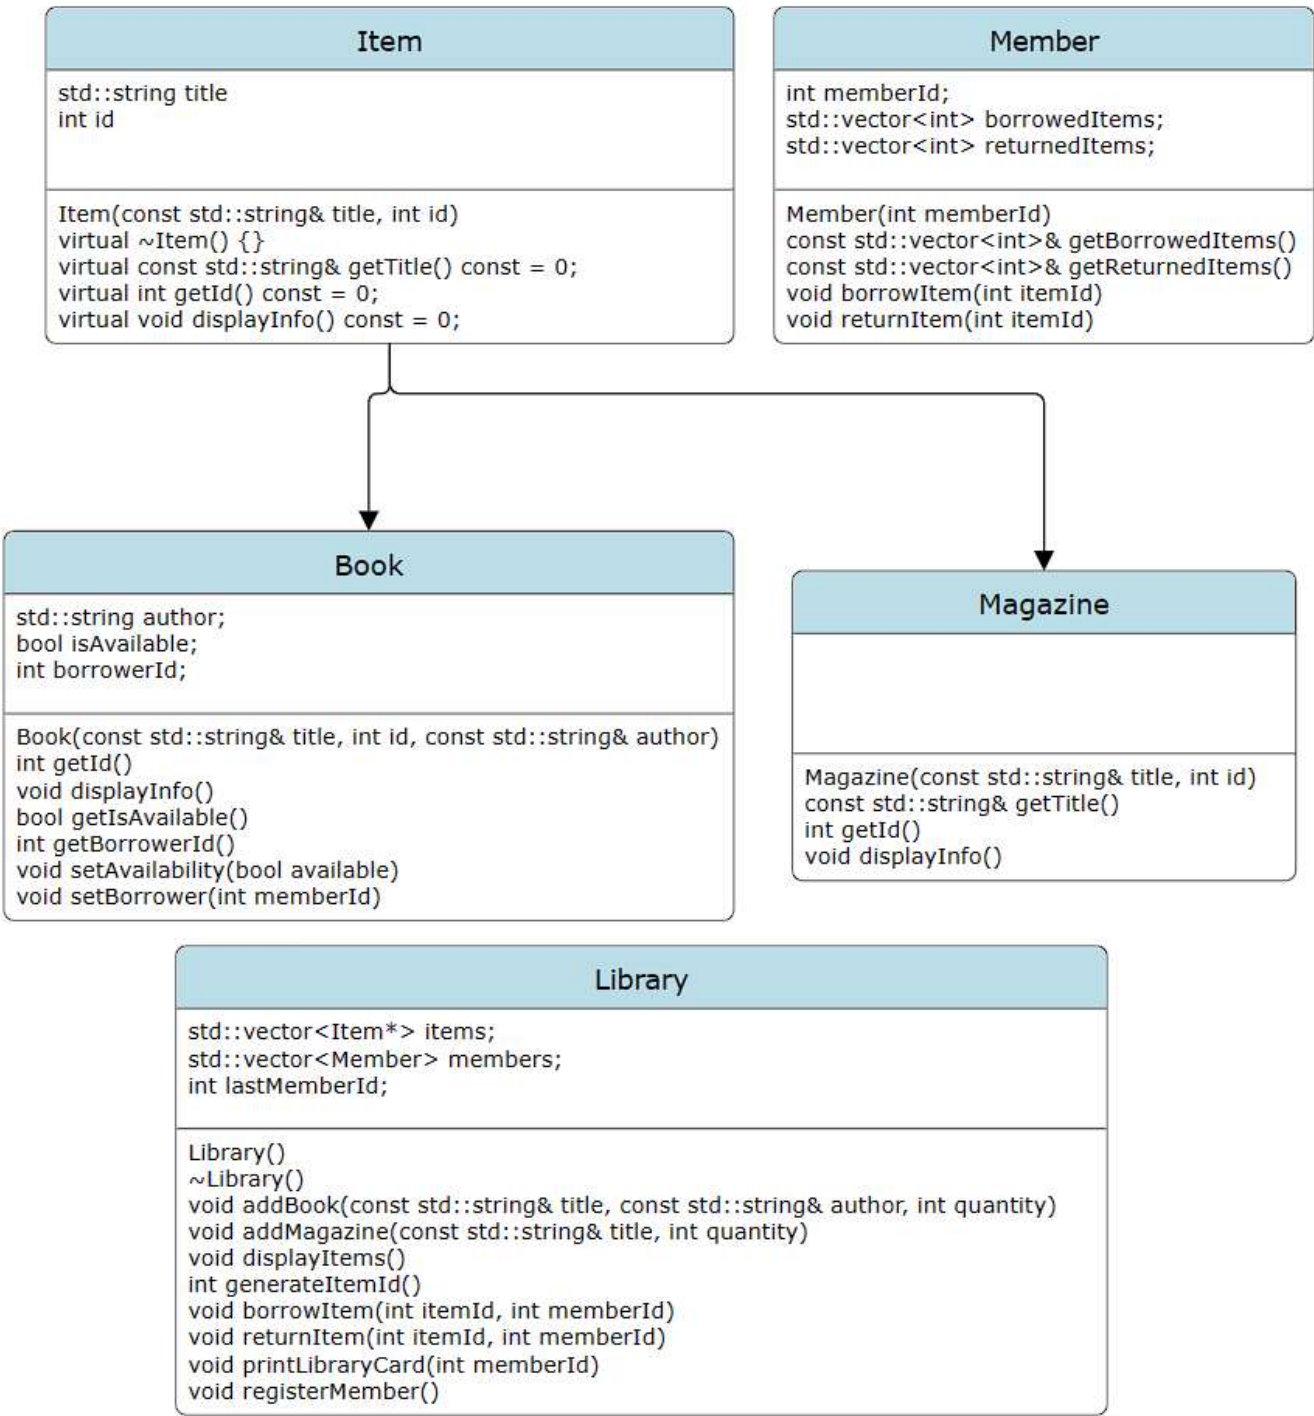 Item
std::string title
int id
Item(const std::string& title, int id)
virtual ~Item() {}
virtual const std::string& getTitle() const = 0;
virtual int getId() const = 0;
virtual void displayInfo() const = 0;
Member
int memberId;
std::vector<int> borrowedItems;
std::vector<int> returnedItems;
Member(int memberId)
const std::vector<int>& getBorrowedItems()
const std::vector<int>& getReturnedItems()
void borrowItem(int itemId)
void returnItem(int itemId)
Book
std::string author;
bool isAvailable;
int borrowerId;
Book(const std::string& title, int id, const std::string& author)
int getId()
void displayInfo()
bool getIsAvailable()
int getBorrowerId()
void setAvailability(bool available)
void setBorrower(int memberId)
Magazine
Magazine(const std::string& title, int id)
const std::string& getTitle()
int getId()
void displayInfo()
Library
std::vector<Item*> items;
std::vector<Member> members;
int lastMemberId;
Library()
~Library()
void addBook(const std::string& title, const std::string& author, int quantity)
void addMagazine(const std::string& title, int quantity)
void displayItems()
int generateItemId()
void borrowItem(int itemId, int memberId)
void returnItem(int itemId, int memberId)
void printLibraryCard(int memberId)
void registerMember()